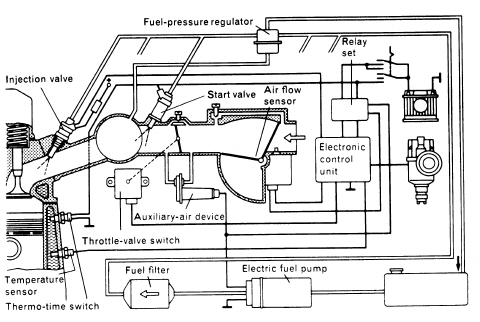 Fuel-pressure regulator
Relay
set
Injection valve
Start valve
Air flow
sensor
Electronic
control
unit
Auxiliary-air device
Throttle-valve switch
Temperature
sensor
Thermo-time switch
Fuel filter
Electric fuel pump